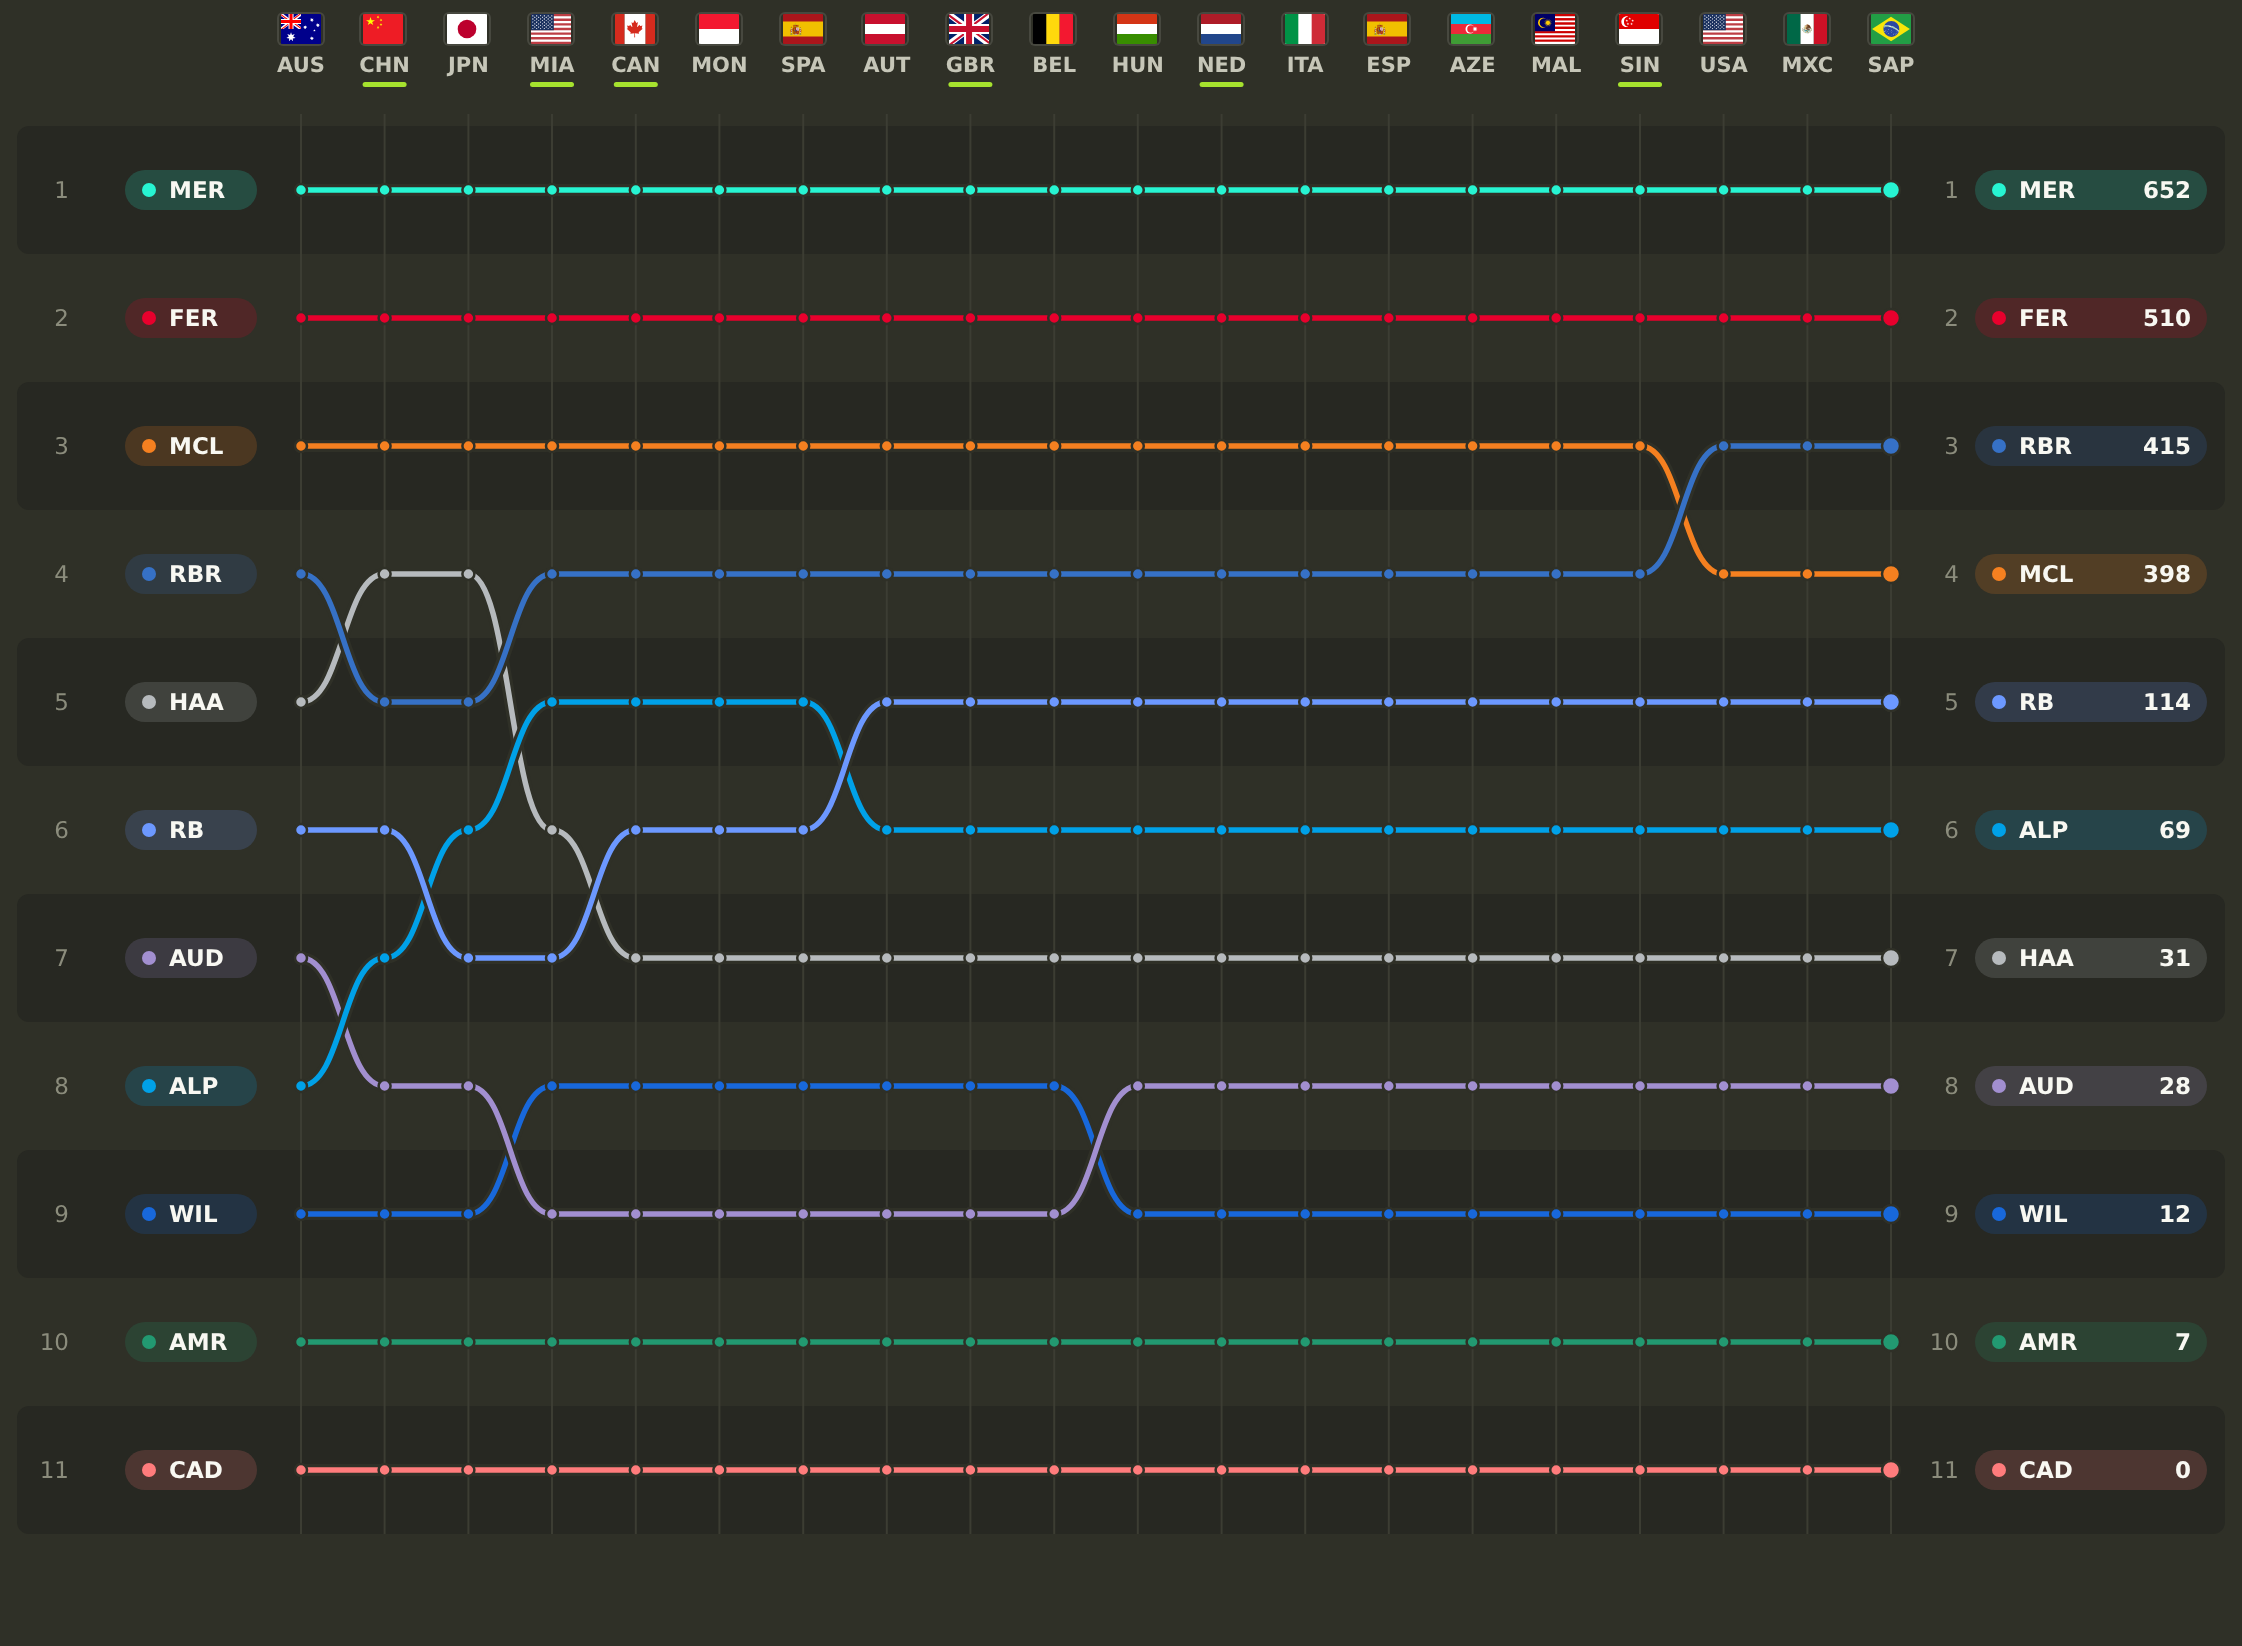 AUS CHN JPN MIA CAN MON SPA AUT GBR BEL HUN NED ITA ESP AZE MAL SIN USA MXC SAP
1 MER 1 MER 652
2 FER 2 FER 510
3 MCL 3 RBR 415
4 RBR 4 MCL 398
5 HAA 5 RB 114
6 RB 6 ALP 69
7 AUD 7 HAA 31
8 ALP 8 AUD 28
9 WIL 9 WIL 12
10 AMR 10 AMR 7
11 CAD 11 CAD 0